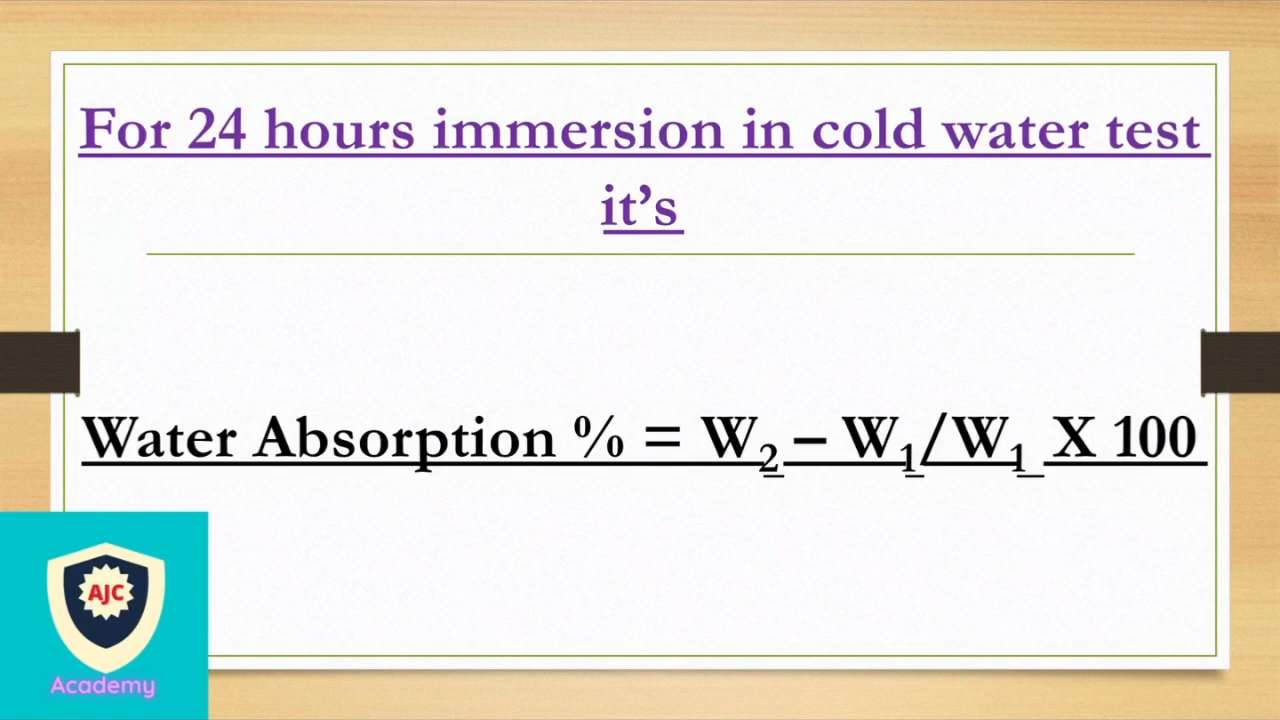 For 24 hours immersion in cold water test
it’s
Water Absorption % = W₂ – W₁/W₁ X 100
AJC
Academy